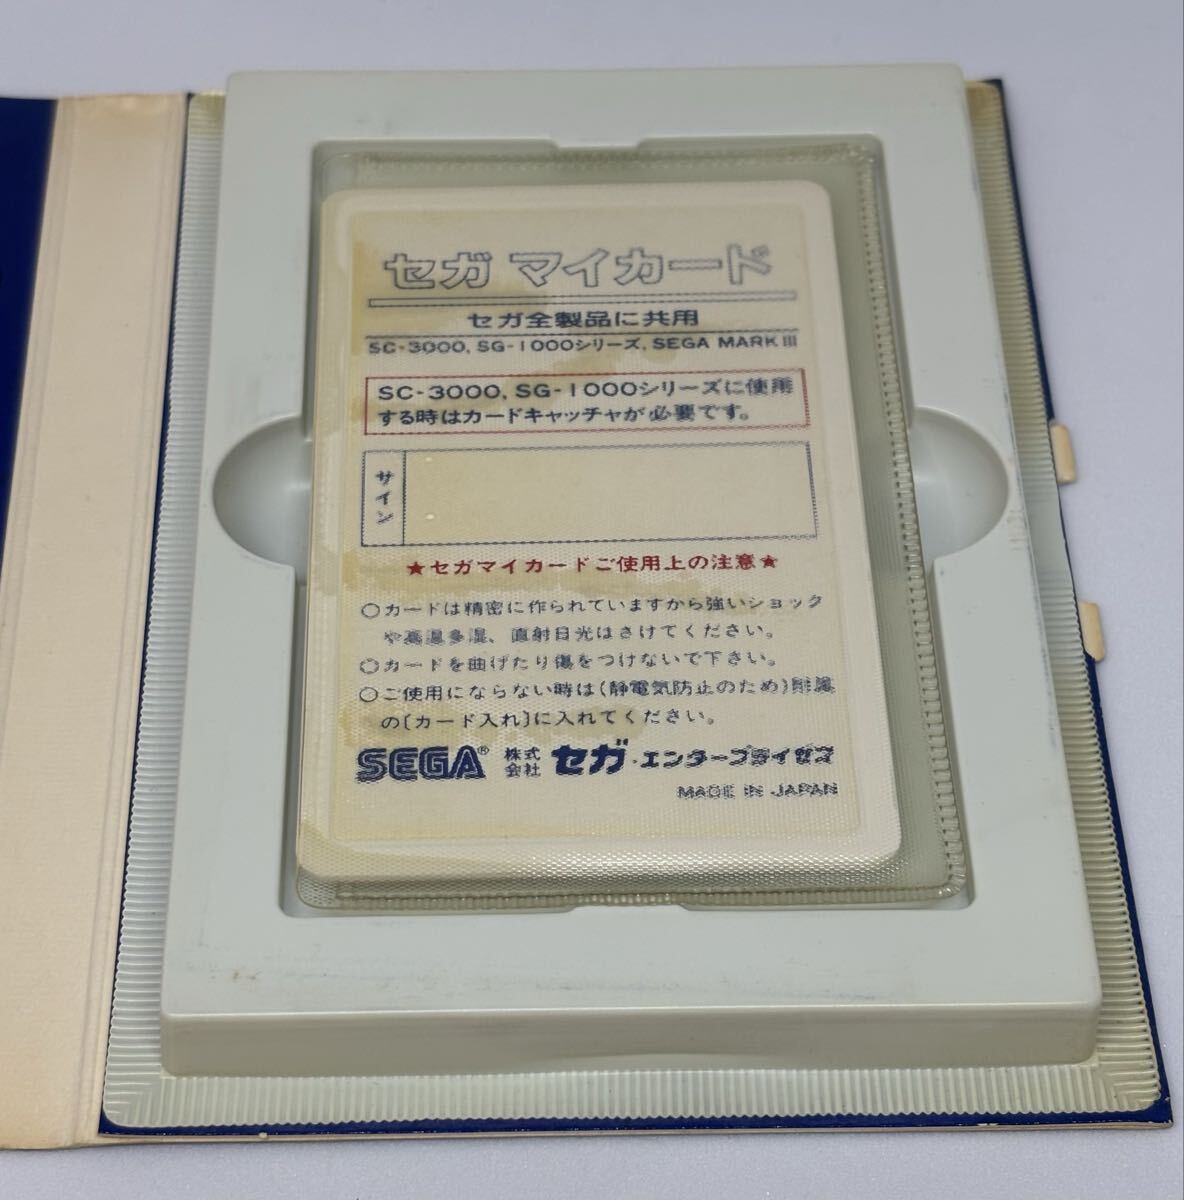 セガ マイカード
セガ全製品に共用
SC-3000, SG-1000シリーズ, SEGA MARK III
SC-3000, SG-1000シリーズに使用
する時はカードキャッチャが必要です。
サイン
★セガマイカードご使用上の注意★
○カードは精密に作られていますから強いショック
や高温多湿、直射日光はさけてください。
○カードを曲げたり傷をつけないで下さい。
○ご使用にならない時は(静電気防止のため)附属
の[カード入れ]に入れてください。
SEGA® 株式会社 セガ・エンタープライゼス
MADE IN JAPAN